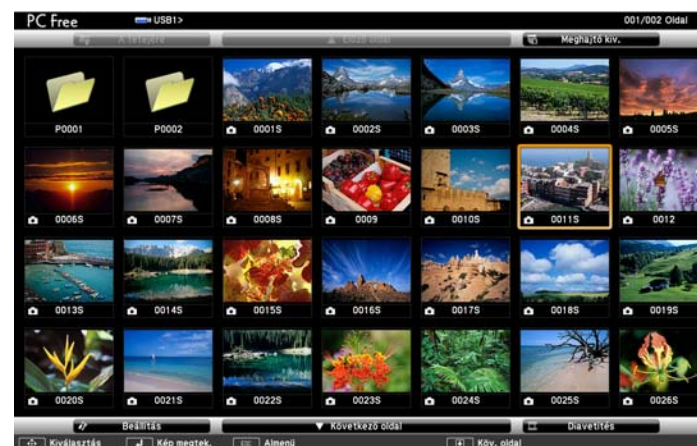 PC Free USB1> 001/002 Oldal
A tetejére ▲ Előző oldal Meghajtó kiv.
P0001 P0002 0001S 0002S 0003S 0004S 0005S
0006S 0007S 0008S 0009 0010S 0011S 0012
0013S 0014S 0015S 0016S 0017S 0018S 0019S
0020S 0021S 0022S 0023S 0024S 0025S 0026S
Beállítás ▼ Következő oldal Diavetítés
Kiválasztás Kép megtek. Almenü Köv. oldal